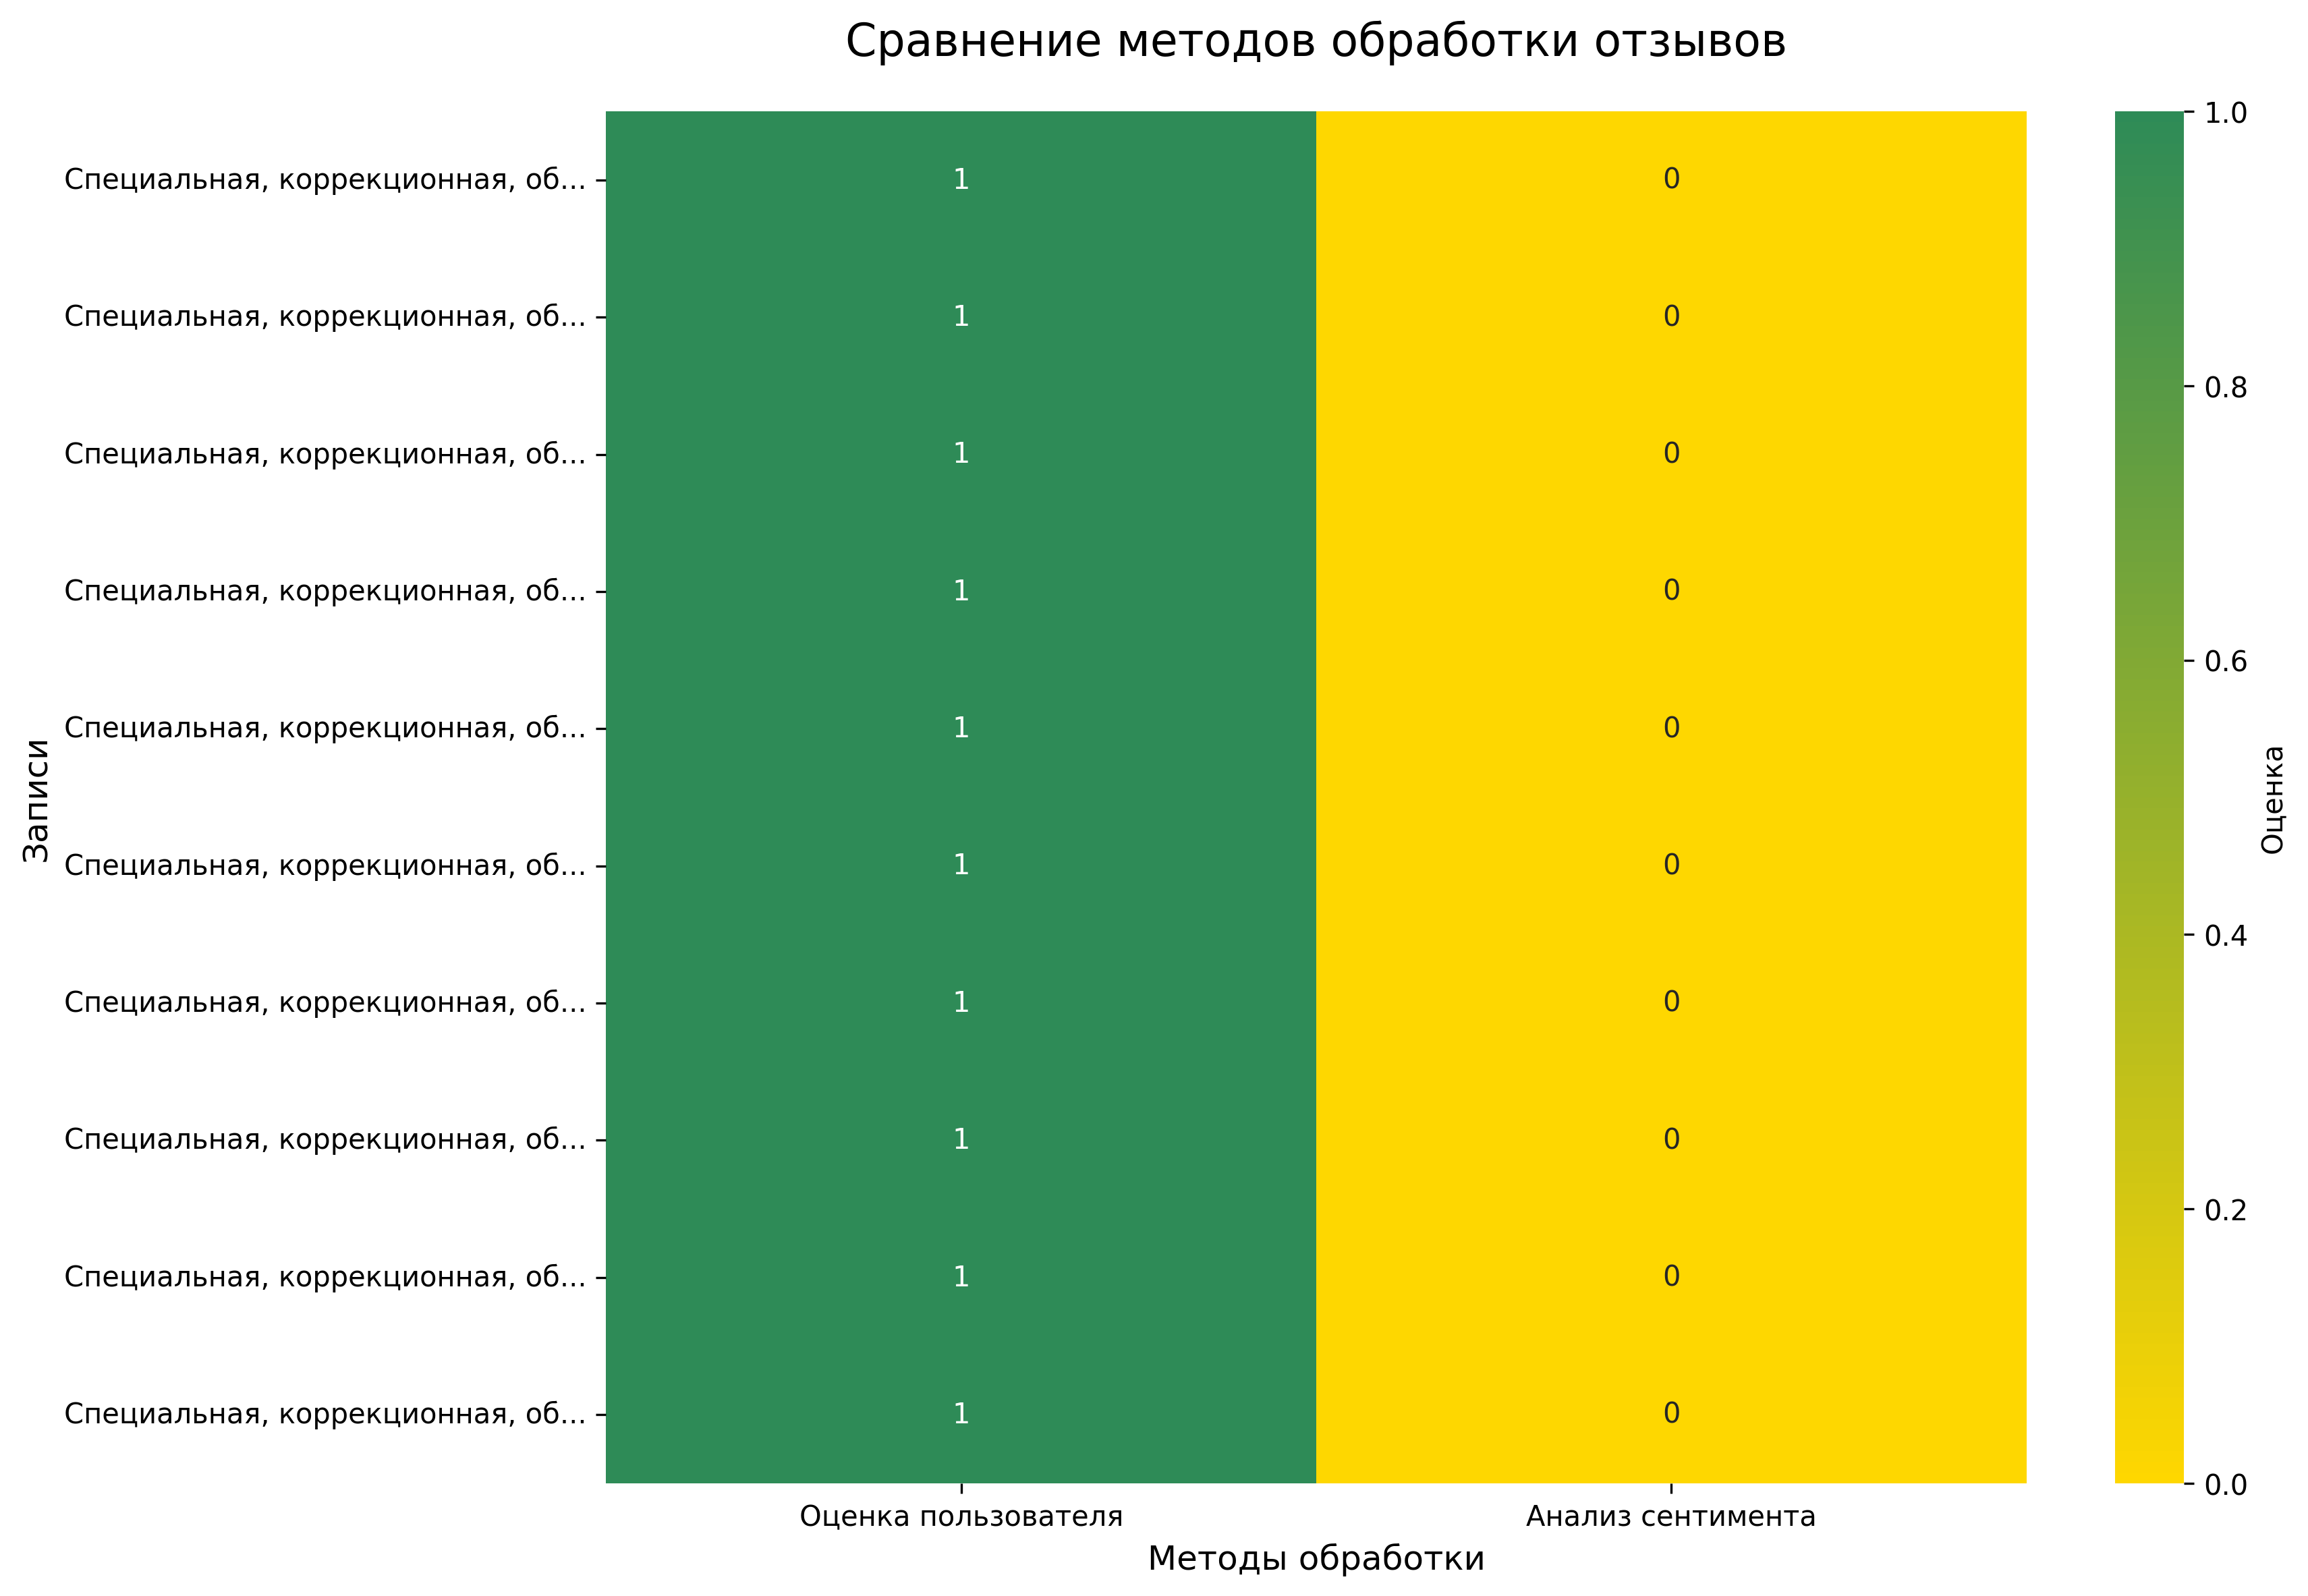 Сравнение методов обработки отзывов
Специальная, коррекционная, об... 1 0
Специальная, коррекционная, об... 1 0
Специальная, коррекционная, об... 1 0
Специальная, коррекционная, об... 1 0
Специальная, коррекционная, об... 1 0
Специальная, коррекционная, об... 1 0
Специальная, коррекционная, об... 1 0
Специальная, коррекционная, об... 1 0
Специальная, коррекционная, об... 1 0
Специальная, коррекционная, об... 1 0
Записи
Оценка пользователя Анализ сентимента
Методы обработки
1.0
0.8
0.6
0.4
0.2
0.0
Оценка